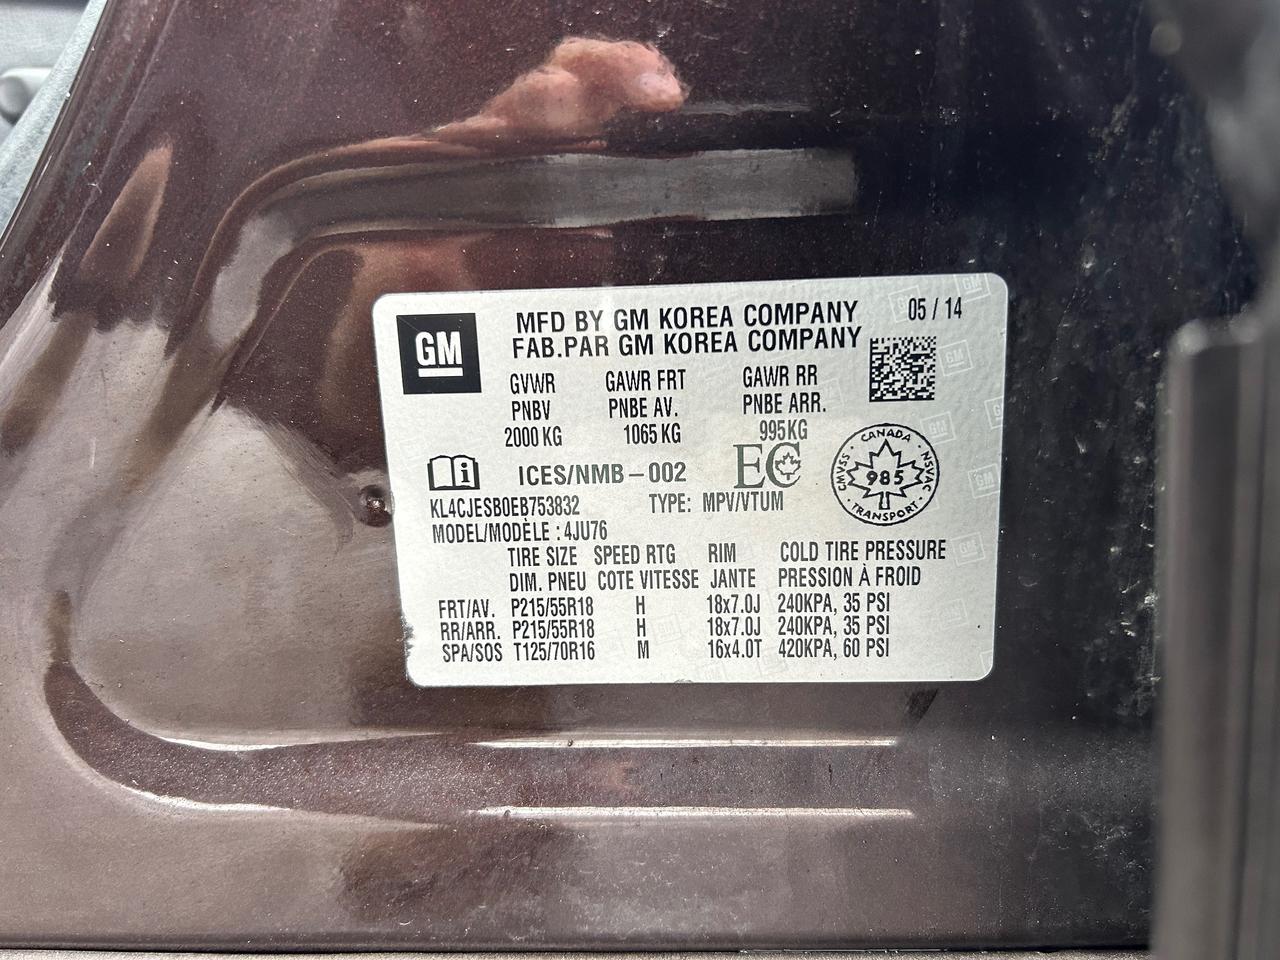 GM
MFD BY GM KOREA COMPANY 05 / 14
FAB.PAR GM KOREA COMPANY
GVWR GAWR FRT GAWR RR
PNBV PNBE AV. PNBE ARR.
2000 KG 1065 KG 995KG
i ICES/NMB – 002 EC
CANADA
CMVSS 985 NSVAC
TRANSPORT
KL4CJESB0EB753832 TYPE: MPV/VTUM
MODEL/MODÈLE : 4JU76
TIRE SIZE SPEED RTG RIM COLD TIRE PRESSURE
DIM. PNEU COTE VITESSE JANTE PRESSION À FROID
FRT/AV. P215/55R18 H 18x7.0J 240KPA, 35 PSI
RR/ARR. P215/55R18 H 18x7.0J 240KPA, 35 PSI
SPA/SOS T125/70R16 M 16x4.0T 420KPA, 60 PSI